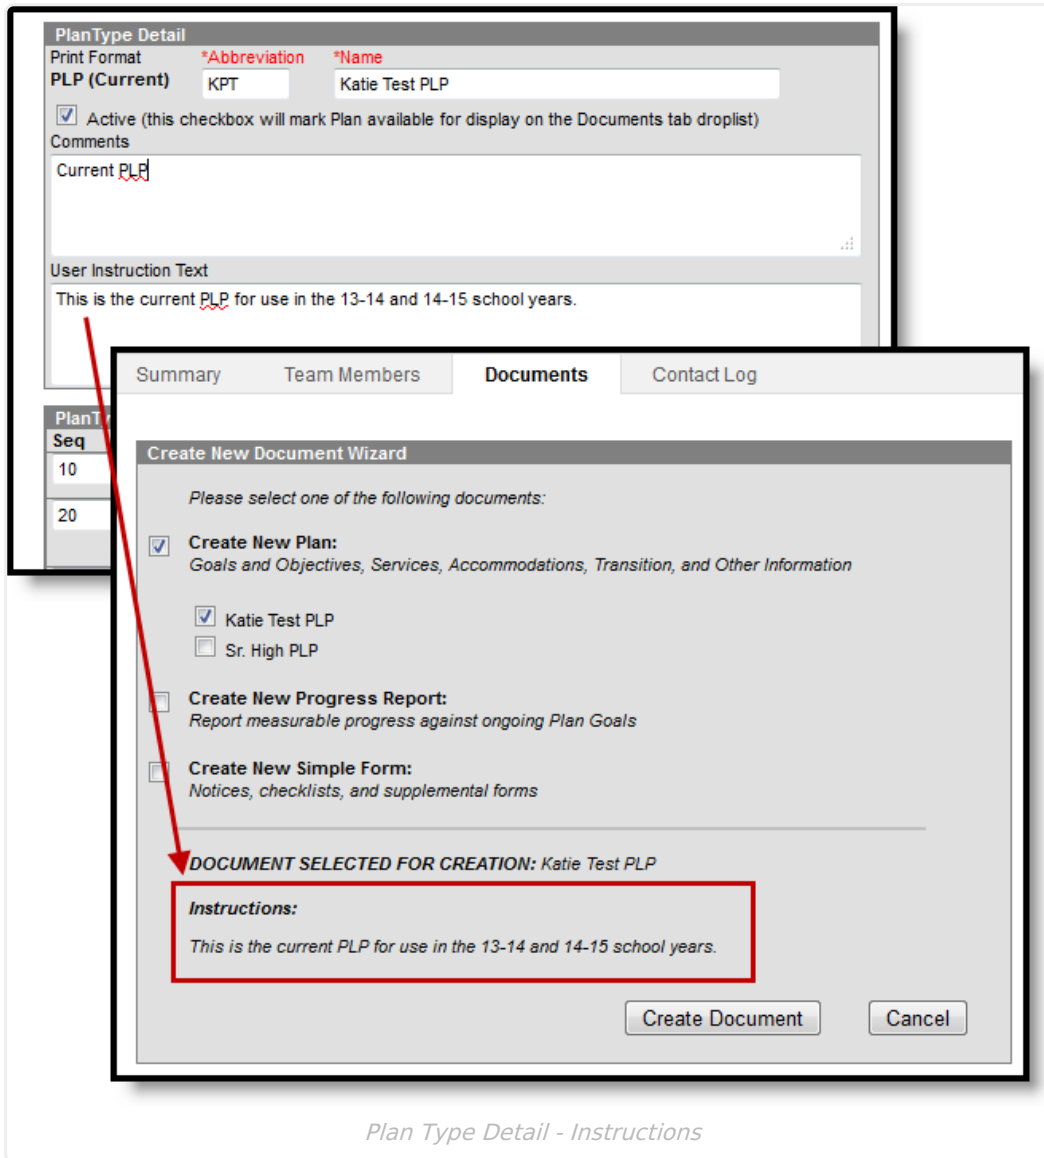 PlanType Detail
Print Format *Abbreviation *Name
PLP (Current) KPT Katie Test PLP
Active (this checkbox will mark Plan available for display on the Documents tab droplist)
Comments
Current PLP
User Instruction Text
This is the current PLP for use in the 13-14 and 14-15 school years.
PlanTy
Seq
10
20
Summary Team Members Documents Contact Log
Create New Document Wizard
Please select one of the following documents:
Create New Plan:
Goals and Objectives, Services, Accommodations, Transition, and Other Information
Katie Test PLP
Sr. High PLP
Create New Progress Report:
Report measurable progress against ongoing Plan Goals
Create New Simple Form:
Notices, checklists, and supplemental forms
DOCUMENT SELECTED FOR CREATION: Katie Test PLP
Instructions:
This is the current PLP for use in the 13-14 and 14-15 school years.
Create Document Cancel
Plan Type Detail - Instructions